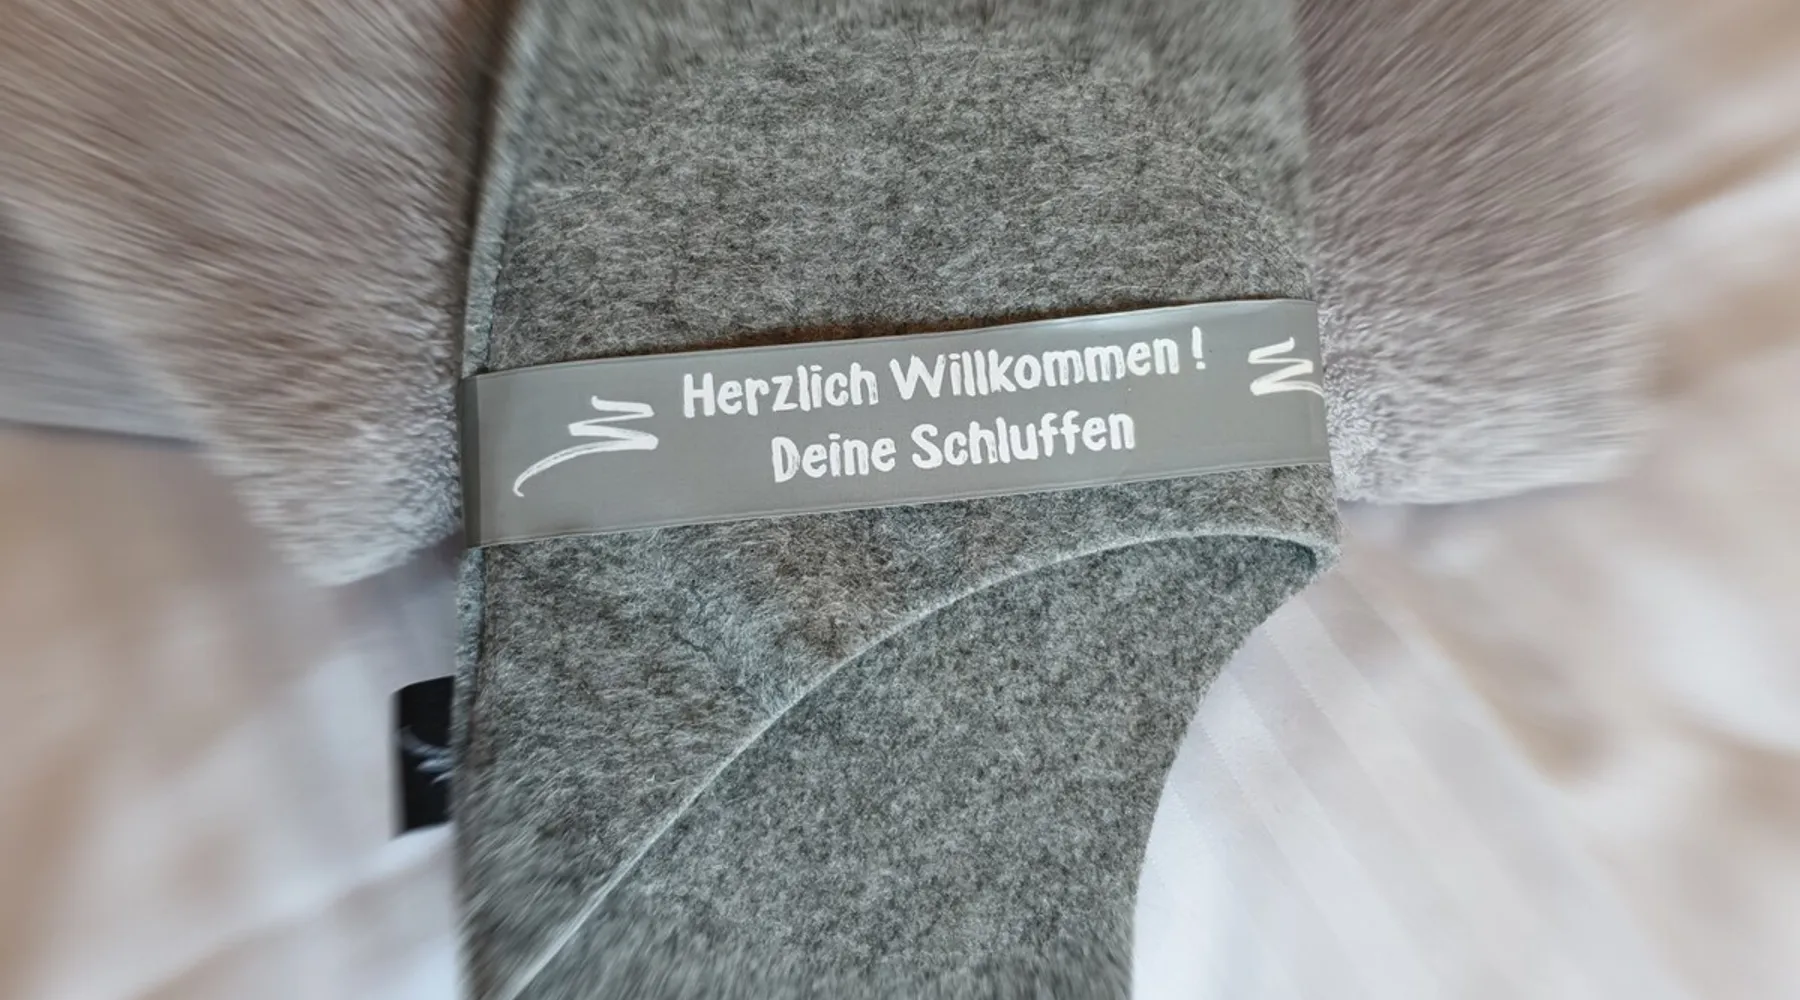 Herzlich Willkommen !
Deine Schluffen